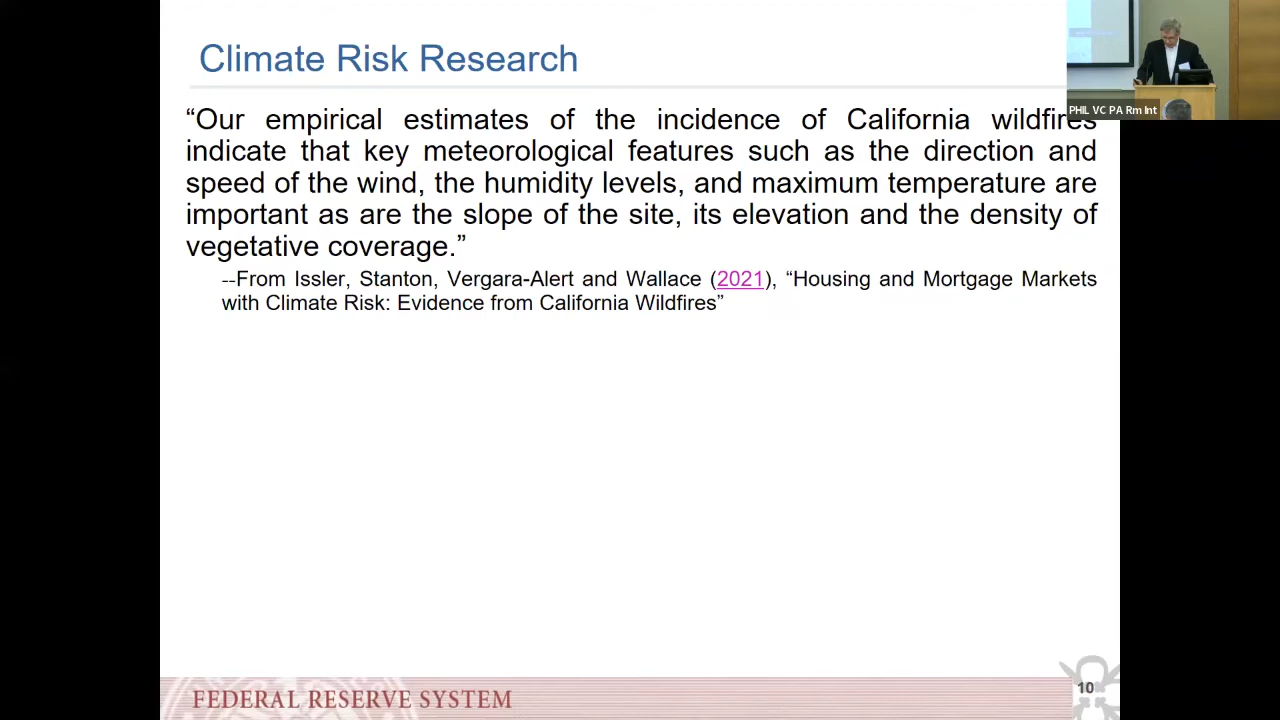 Climate Risk Research
PHIL VC PA Rm Int
“Our empirical estimates of the incidence of California wildfires
indicate that key meteorological features such as the direction and
speed of the wind, the humidity levels, and maximum temperature are
important as are the slope of the site, its elevation and the density of
vegetative coverage.”
--From Issler, Stanton, Vergara-Alert and Wallace (2021), “Housing and Mortgage Markets
with Climate Risk: Evidence from California Wildfires”
FEDERAL RESERVE SYSTEM
10